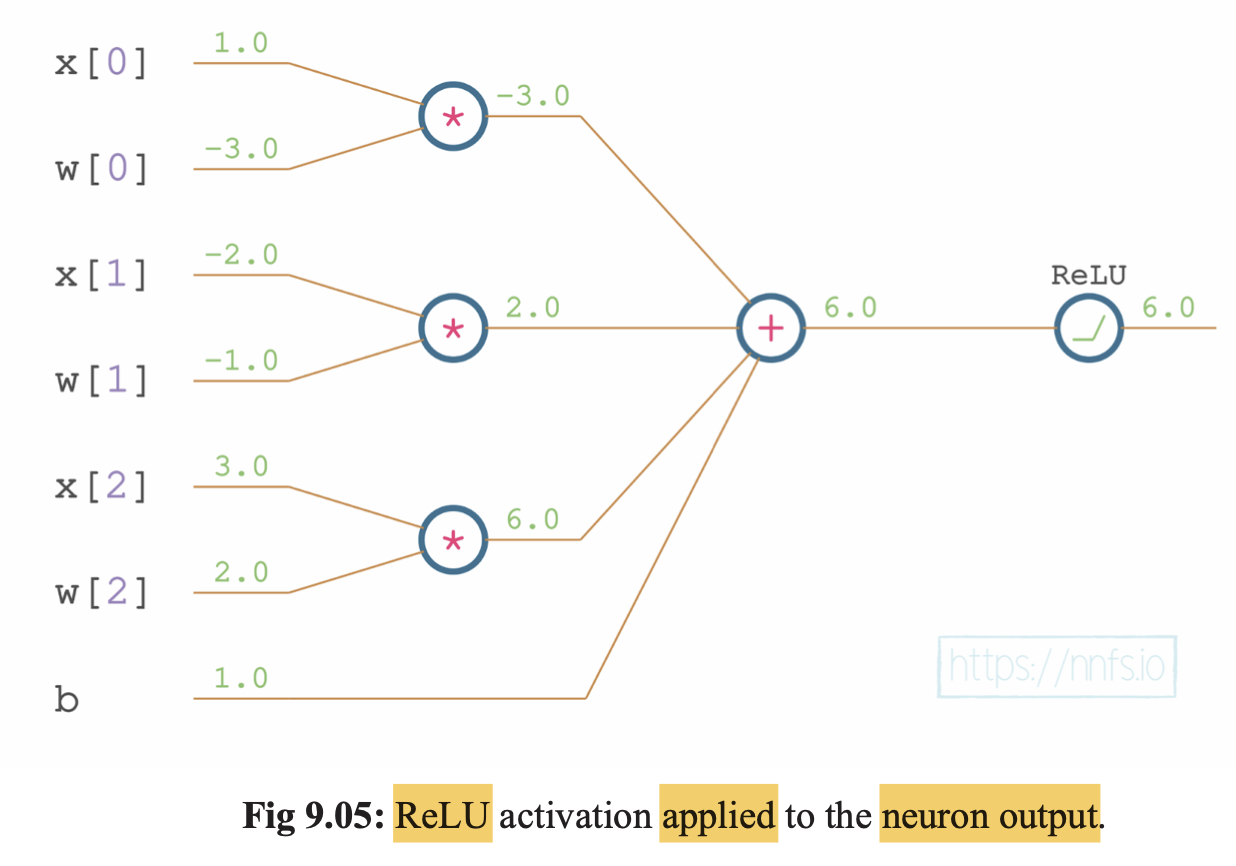 x[0] 1.0
-3.0
w[0] -3.0
*
x[1] -2.0
2.0
w[1] -1.0
*
+
6.0
ReLU
6.0
x[2] 3.0
6.0
w[2] 2.0
*
b 1.0
https://nnfs.io
Fig 9.05: ReLU activation applied to the neuron output.